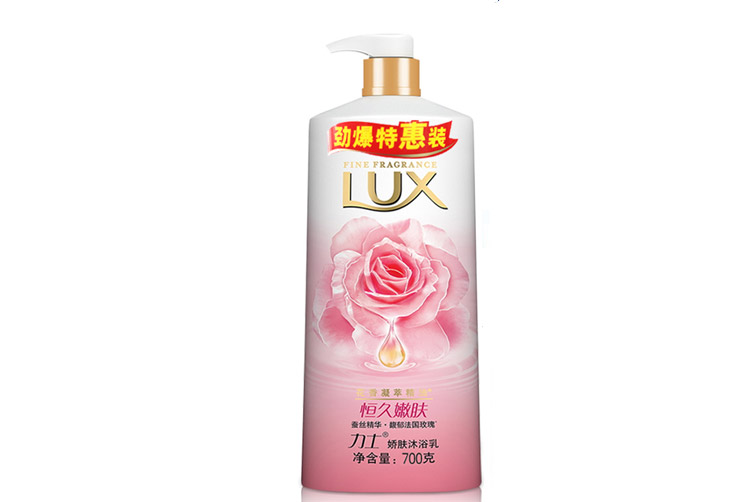 劲爆特惠装
FINE FRAGRANCE
LUX
恒久嫩肤
蚕丝精华·馥郁法国玫瑰
力士® 娇肤沐浴乳
净含量：700克